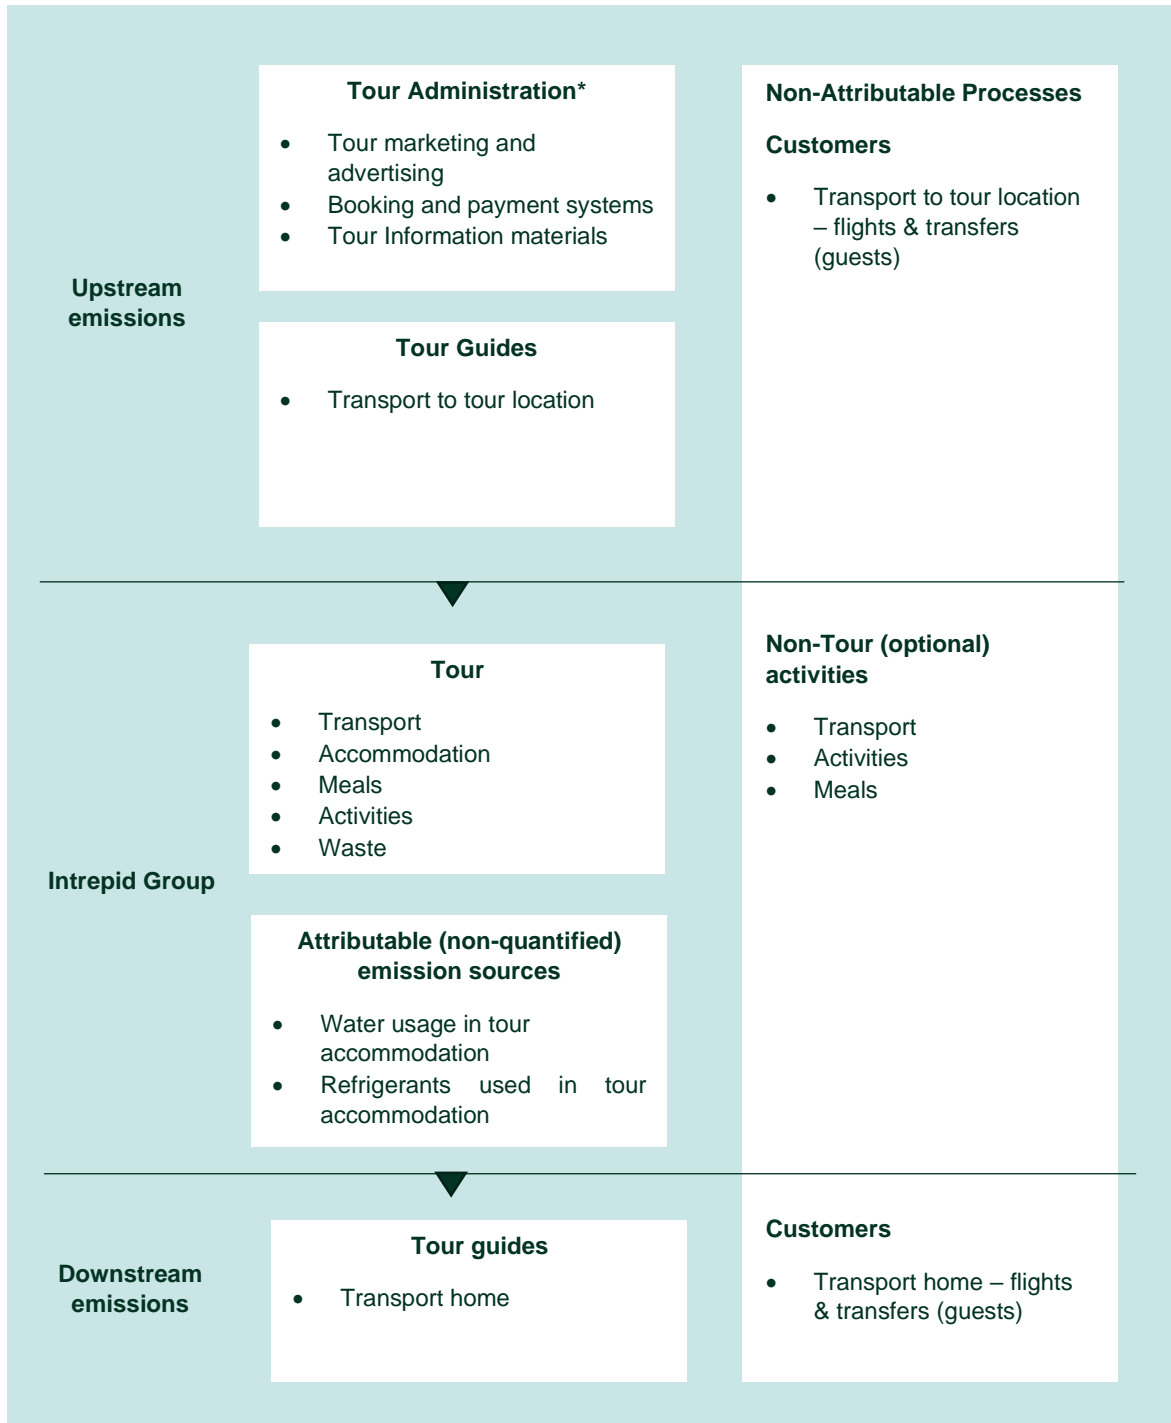 Upstream
emissions
Tour Administration*
• Tour marketing and
advertising
• Booking and payment systems
• Tour Information materials
Tour Guides
• Transport to tour location
Non-Attributable Processes
Customers
• Transport to tour location
– flights & transfers
(guests)
Intrepid Group
Tour
• Transport
• Accommodation
• Meals
• Activities
• Waste
Attributable (non-quantified)
emission sources
• Water usage in tour
accommodation
• Refrigerants used in tour
accommodation
Non-Tour (optional)
activities
• Transport
• Activities
• Meals
Downstream
emissions
Tour guides
• Transport home
Customers
• Transport home – flights
& transfers (guests)